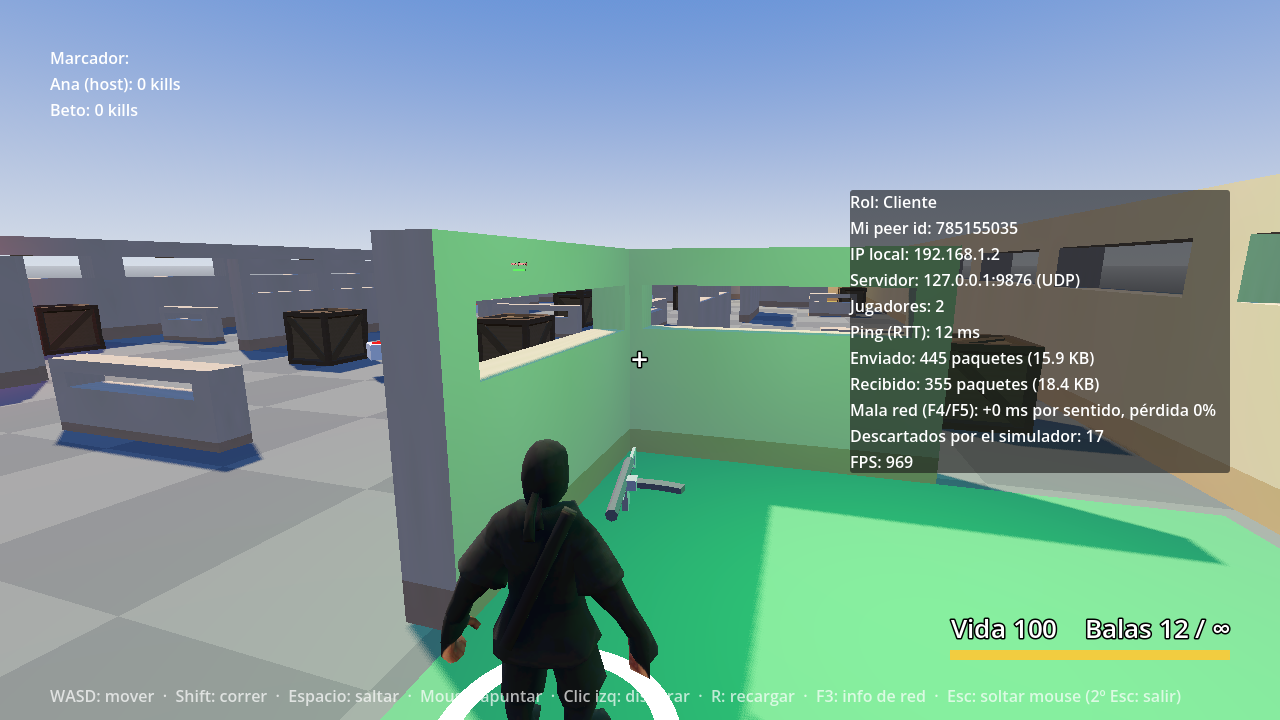 Marcador:
Ana (host): 0 kills
Beto: 0 kills
Rol: Cliente
Mi peer id: 785155035
IP local: 192.168.1.2
Servidor: 127.0.0.1:9876 (UDP)
Jugadores: 2
Ping (RTT): 12 ms
Enviado: 445 paquetes (15.9 KB)
Recibido: 355 paquetes (18.4 KB)
Mala red (F4/F5): +0 ms por sentido, pérdida 0%
Descartados por el simulador: 17
FPS: 969
Vida 100 Balas 12 / ∞
WASD: mover · Shift: correr · Espacio: saltar · Mouse: apuntar · Clic izq: disparar · R: recargar · F3: info de red · Esc: soltar mouse (2º Esc: salir)